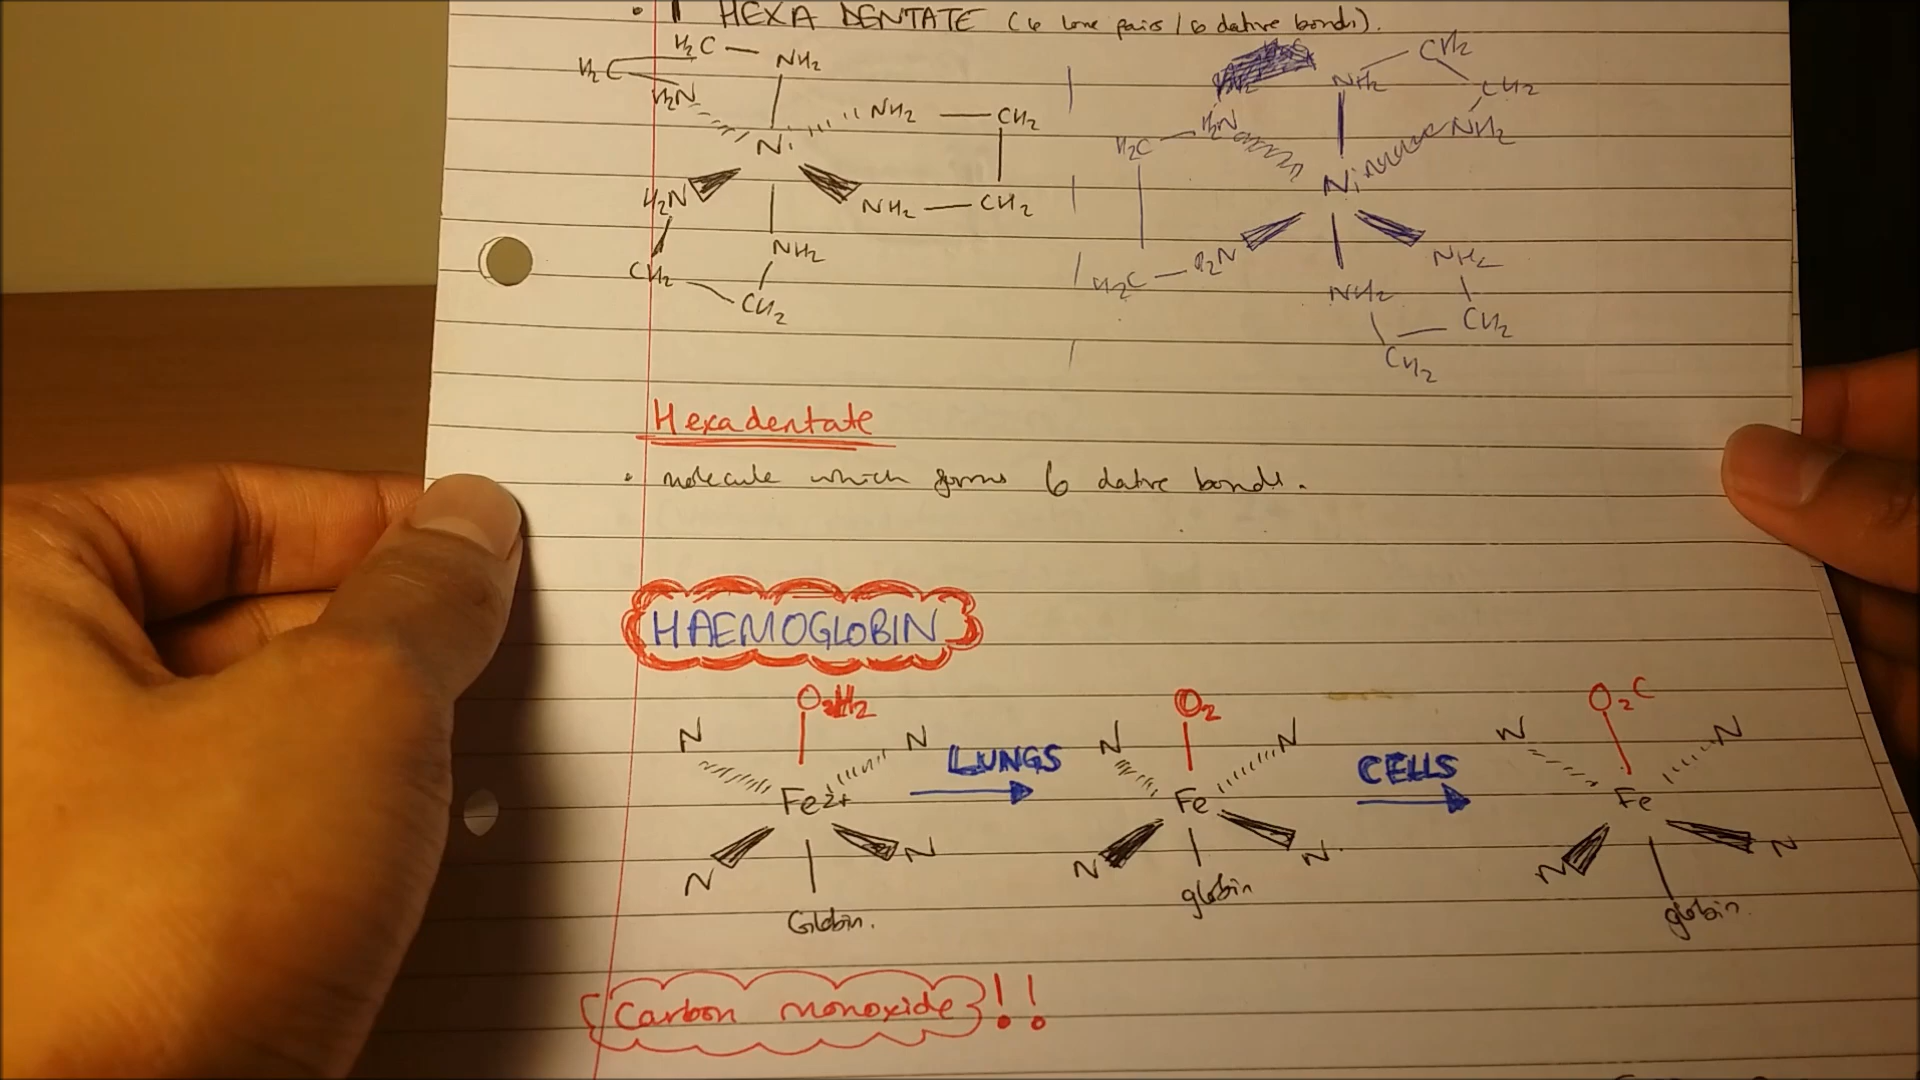 • 1 HEXA DENTATE (6 lone pairs / 6 dative bonds).
H₂C — NH₂
H₂C
H₂N
NH₂ — CH₂
Ni
H₂N
NH₂ — CH₂
NH₂
CH₂
CH₂
NH₂
CH₂
CH₂
H₂N
NH₂
H₂C
Ni
H₂N
NH₂
H₂C
NH₂
CH₂
CH₂
Hexadentate
• molecule which forms 6 dative bonds.
HAEMOGLOBIN
O₂H₂
N N
Fe2+
N N
Globin.
LUNGS
O₂
N N
Fe
N N.
globin
CELLS
O₂C
N N
Fe
N N
globin.
Carbon monoxide !!